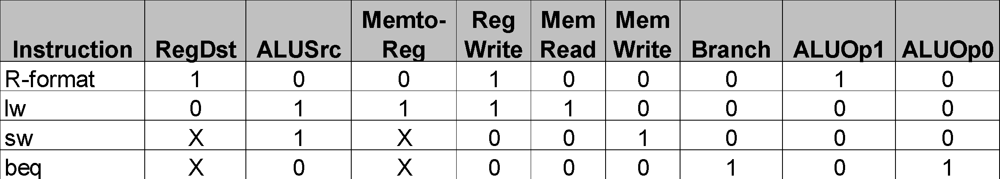 Instruction RegDst ALUSrc Memto-Reg Reg Write Mem Read Mem Write Branch ALUOp1 ALUOp0
R-format 1 0 0 1 0 0 0 1 0
lw 0 1 1 1 1 0 0 0 0
sw X 1 X 0 0 1 0 0 0
beq X 0 X 0 0 0 1 0 1